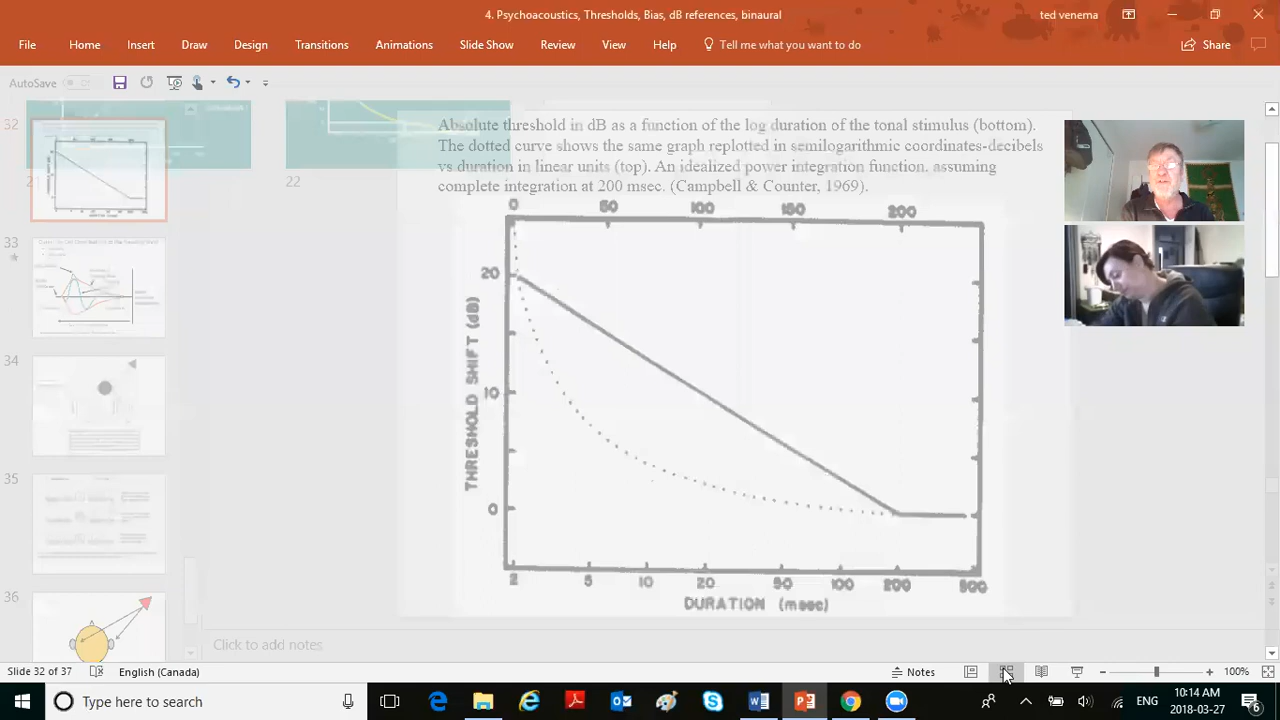 4. Psychoacoustics, Thresholds, Bias, dB references, binaural
ted venema
File Home Insert Draw Design Transitions Animations Slide Show Review View Help Tell me what you want to do Share
AutoSave
32
21
22
33
34
35
36
Absolute threshold in dB as a function of the log duration of the tonal stimulus (bottom).
The dotted curve shows the same graph replotted in semilogarithmic coordinates-decibels
vs duration in linear units (top). An idealized power integration function, assuming
complete integration at 200 msec. (Campbell & Counter, 1969).
0 50 100 150 200
20
10
0
THRESHOLD SHIFT (dB)
2 5 10 20 50 100 200 500
DURATION (msec)
Click to add notes
Slide 32 of 37 English (Canada) Notes 100%
Type here to search
ENG
10:14 AM
2018-03-27
6